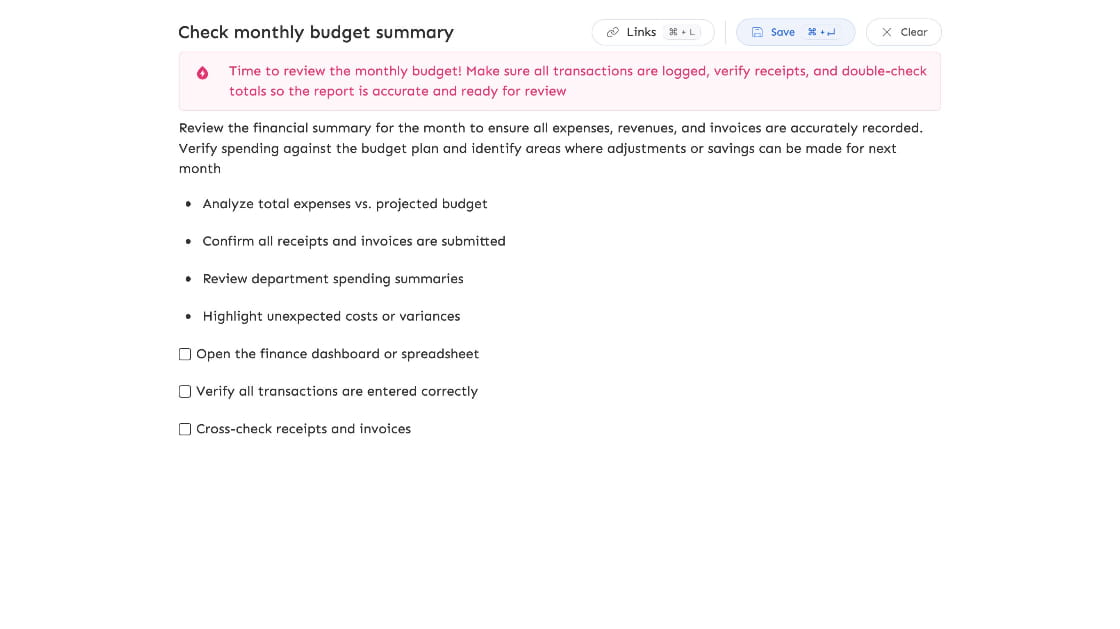 Check monthly budget summary
Links ⌘ + L
Save ⌘ + ↵
Clear
Time to review the monthly budget! Make sure all transactions are logged, verify receipts, and double-check
totals so the report is accurate and ready for review
Review the financial summary for the month to ensure all expenses, revenues, and invoices are accurately recorded.
Verify spending against the budget plan and identify areas where adjustments or savings can be made for next
month
• Analyze total expenses vs. projected budget
• Confirm all receipts and invoices are submitted
• Review department spending summaries
• Highlight unexpected costs or variances
Open the finance dashboard or spreadsheet
Verify all transactions are entered correctly
Cross-check receipts and invoices